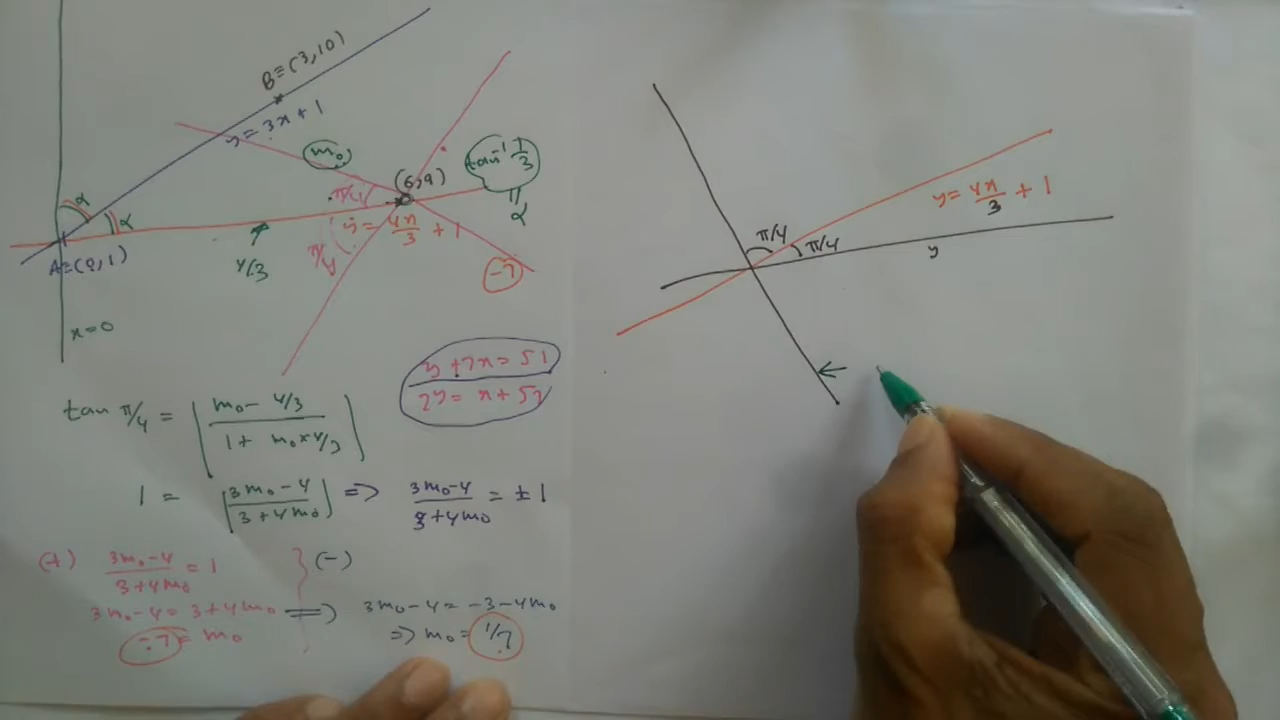 B≡(3,10)
y = 3x + 1
m₀
(6,9)
tan⁻¹ 1/3
=
α
α
α
π/4
y = 4x/3 + 1
π/4
A≡(0,1)
4/3
-7
x=0
y + 7x = 51
7y = x + 57
tan π/4 = | (m₀ - 4/3) / (1 + m₀ × 4/3) |
1 = | (3m₀ - 4) / (3 + 4m₀) | => (3m₀ - 4) / (3 + 4m₀) = ± 1
(+) (3m₀ - 4) / (3 + 4m₀) = 1
3m₀ - 4 = 3 + 4m₀
-7 = m₀
(-)
=> 3m₀ - 4 = -3 - 4m₀
=> m₀ = 1/7
y = 4x/3 + 1
π/4
π/4
y